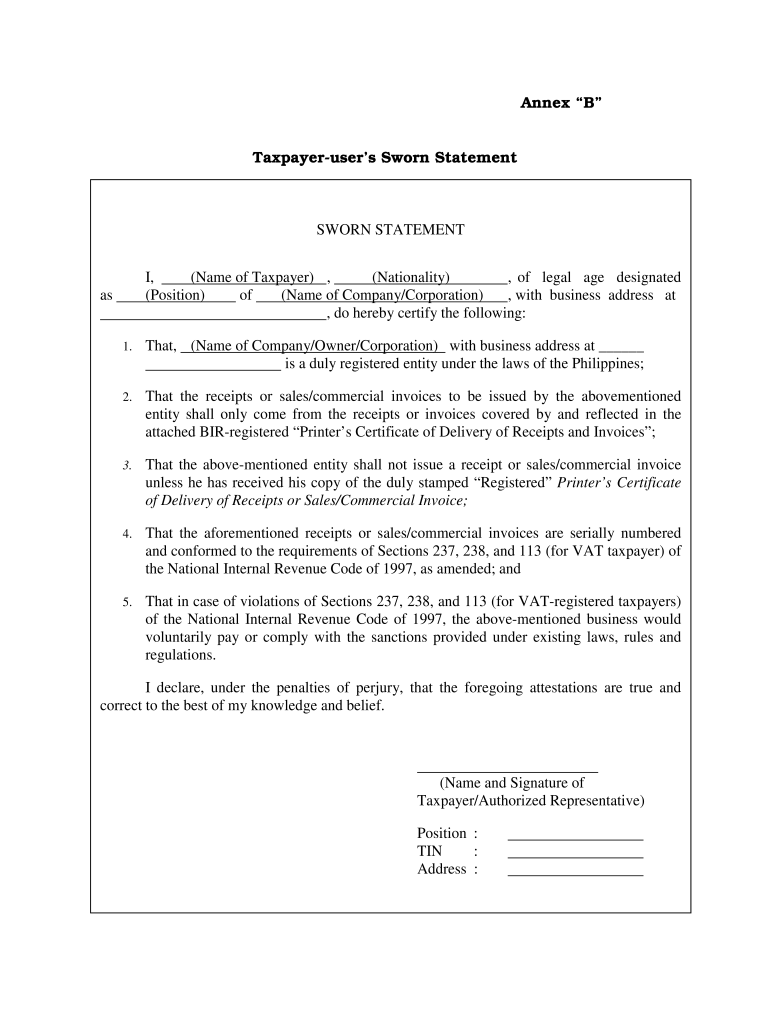 Annex “B”
Taxpayer-user’s Sworn Statement
SWORN STATEMENT
I, ____(Name of Taxpayer)_, _____(Nationality)________, of legal age designated
as ____(Position)____ of ___(Name of Company/Corporation)___, with business address at
______________________________, do hereby certify the following:
1. That, _(Name of Company/Owner/Corporation)_ with business address at ______
__________________ is a duly registered entity under the laws of the Philippines;
2. That the receipts or sales/commercial invoices to be issued by the abovementioned
entity shall only come from the receipts or invoices covered by and reflected in the
attached BIR-registered “Printer’s Certificate of Delivery of Receipts and Invoices”;
3. That the above-mentioned entity shall not issue a receipt or sales/commercial invoice
unless he has received his copy of the duly stamped “Registered” Printer’s Certificate
of Delivery of Receipts or Sales/Commercial Invoice;
4. That the aforementioned receipts or sales/commercial invoices are serially numbered
and conformed to the requirements of Sections 237, 238, and 113 (for VAT taxpayer) of
the National Internal Revenue Code of 1997, as amended; and
5. That in case of violations of Sections 237, 238, and 113 (for VAT-registered taxpayers)
of the National Internal Revenue Code of 1997, the above-mentioned business would
voluntarily pay or comply with the sanctions provided under existing laws, rules and
regulations.
I declare, under the penalties of perjury, that the foregoing attestations are true and
correct to the best of my knowledge and belief.
________________________
(Name and Signature of
Taxpayer/Authorized Representative)
Position : __________________
TIN : __________________
Address : __________________